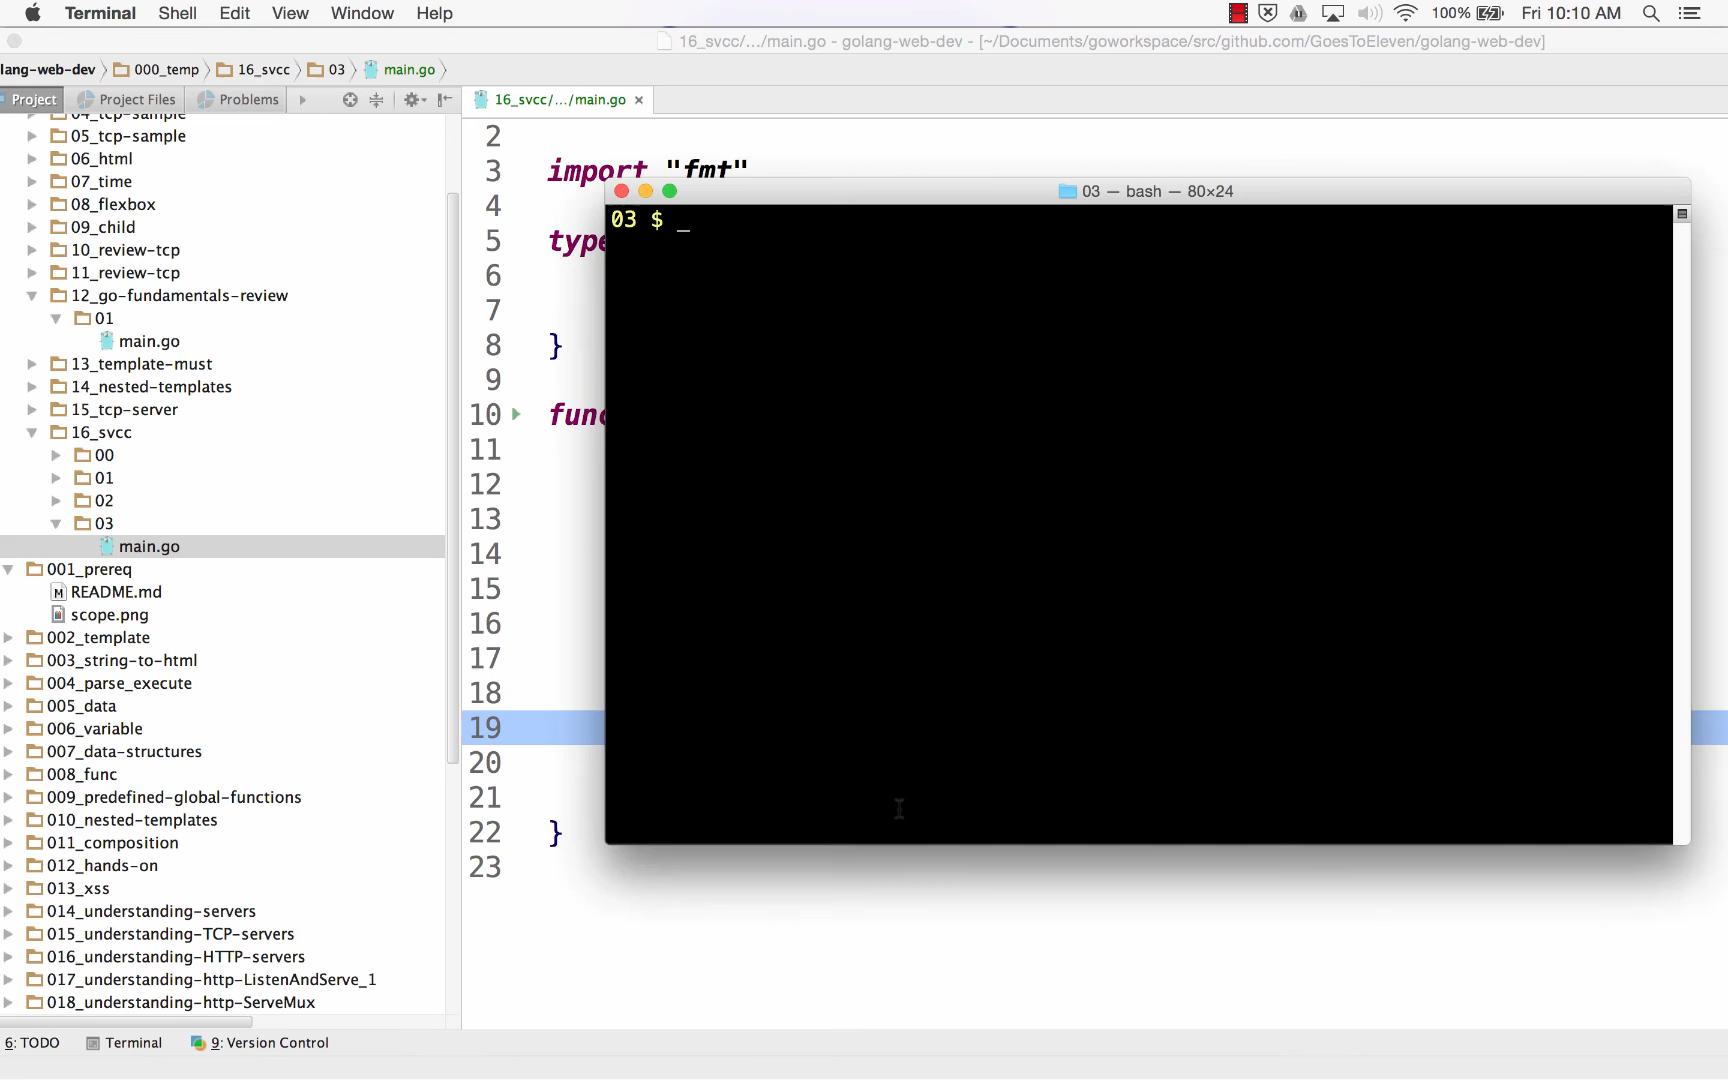 Terminal Shell Edit View Window Help 100% Fri 10:10 AM
16_svcc/.../main.go - golang-web-dev - [~/Documents/goworkspace/src/github.com/GoesToEleven/golang-web-dev]
lang-web-dev 000_temp 16_svcc 03 main.go
Project Project Files Problems 16_svcc/.../main.go
04_tcp-sample
05_tcp-sample
06_html
07_time
08_flexbox
09_child
10_review-tcp
11_review-tcp
12_go-fundamentals-review
01
main.go
13_template-must
14_nested-templates
15_tcp-server
16_svcc
00
01
02
03
main.go
001_prereq
README.md
scope.png
002_template
003_string-to-html
004_parse_execute
005_data
006_variable
007_data-structures
008_func
009_predefined-global-functions
010_nested-templates
011_composition
012_hands-on
013_xss
014_understanding-servers
015_understanding-TCP-servers
016_understanding-HTTP-servers
017_understanding-http-ListenAndServe_1
018_understanding-http-ServeMux
2
3 import "fmt"
4
5 type
6
7
8 }
9
10 func
11
12
13
14
15
16
17
18
19
20
21
22 }
23
03 — bash — 80×24
03 $ _
6: TODO Terminal 9: Version Control